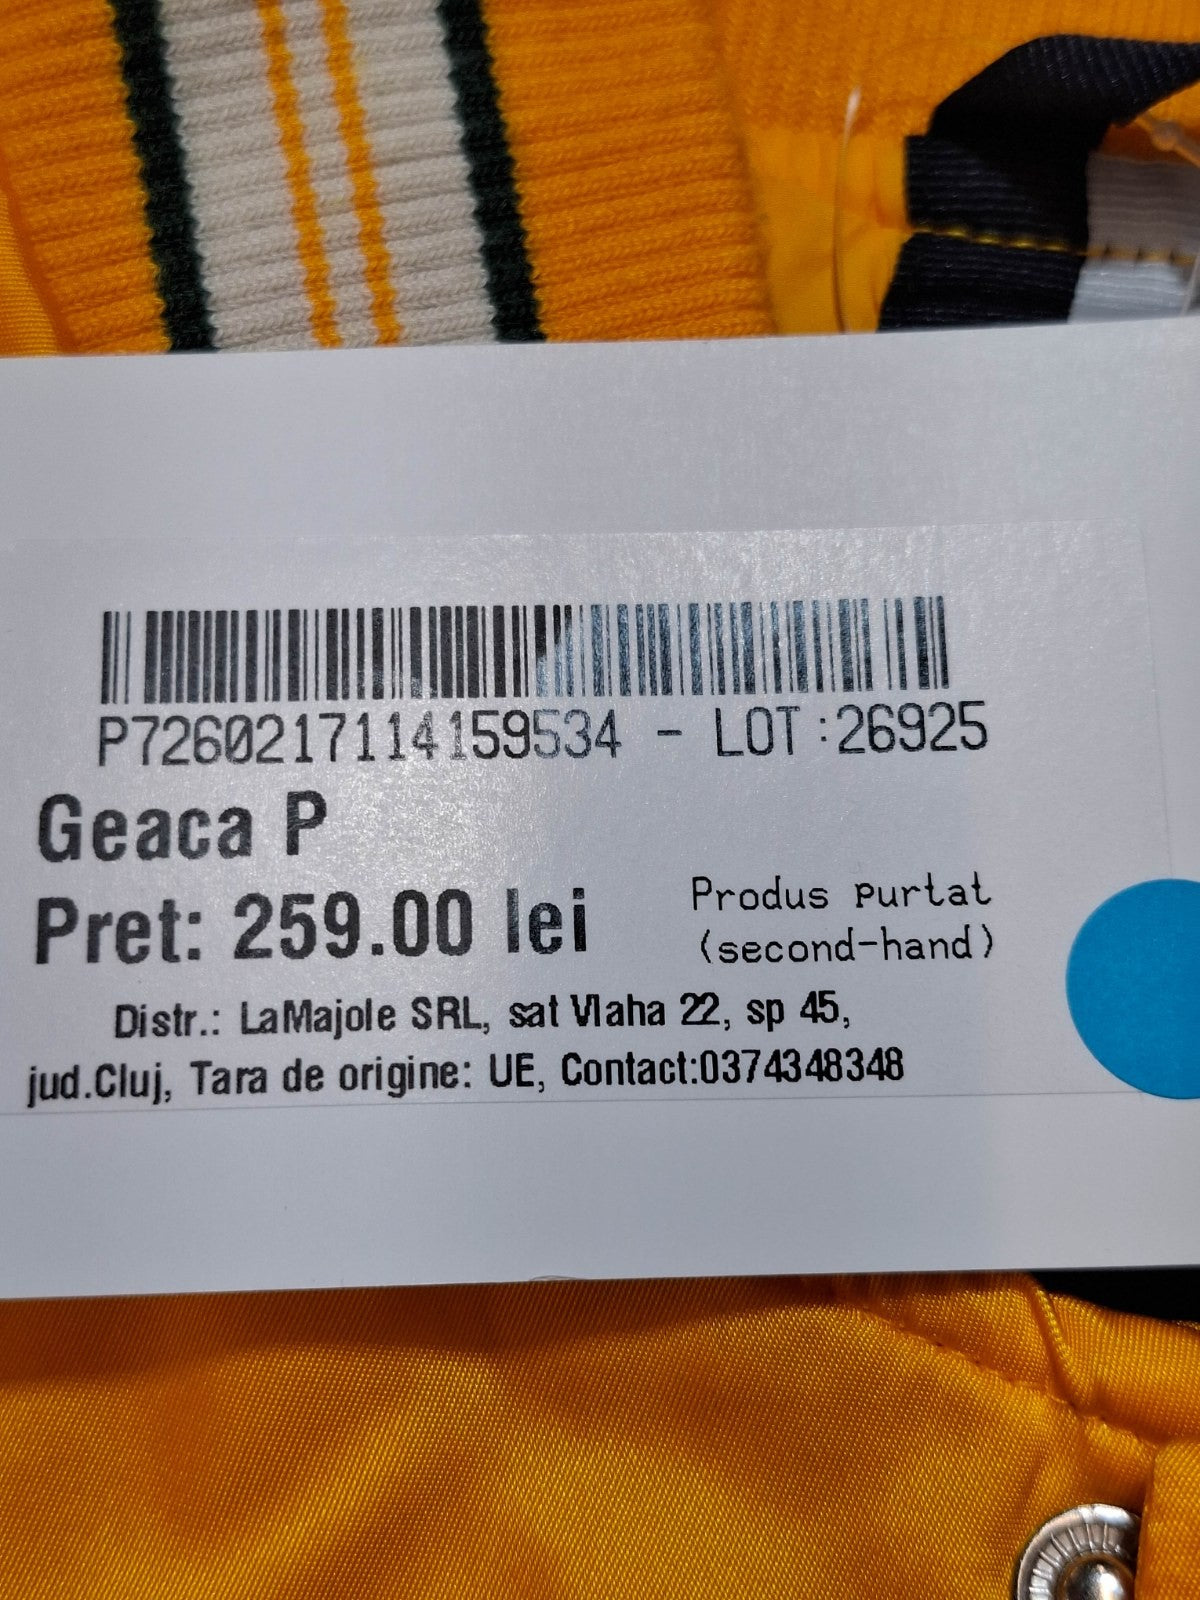 P7260217114159534 - LOT:26925
Geaca P
Pret: 259.00 lei
Produs purtat
(second-hand)
Distr.: LaMajole SRL, sat Vlaha 22, sp 45,
jud.Cluj, Tara de origine: UE, Contact:0374348348